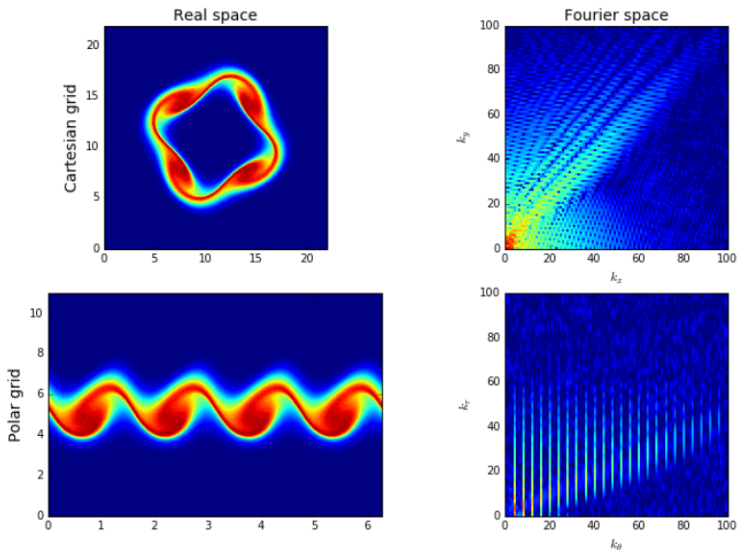 Real space
Fourier space
Cartesian grid
20
15
10
5
0
0 5 10 15 20
k_y
100
80
60
40
20
0
0 20 40 60 80 100
k_x
Polar grid
10
8
6
4
2
0
0 1 2 3 4 5 6
k_r
100
80
60
40
20
0
0 20 40 60 80 100
k_θ